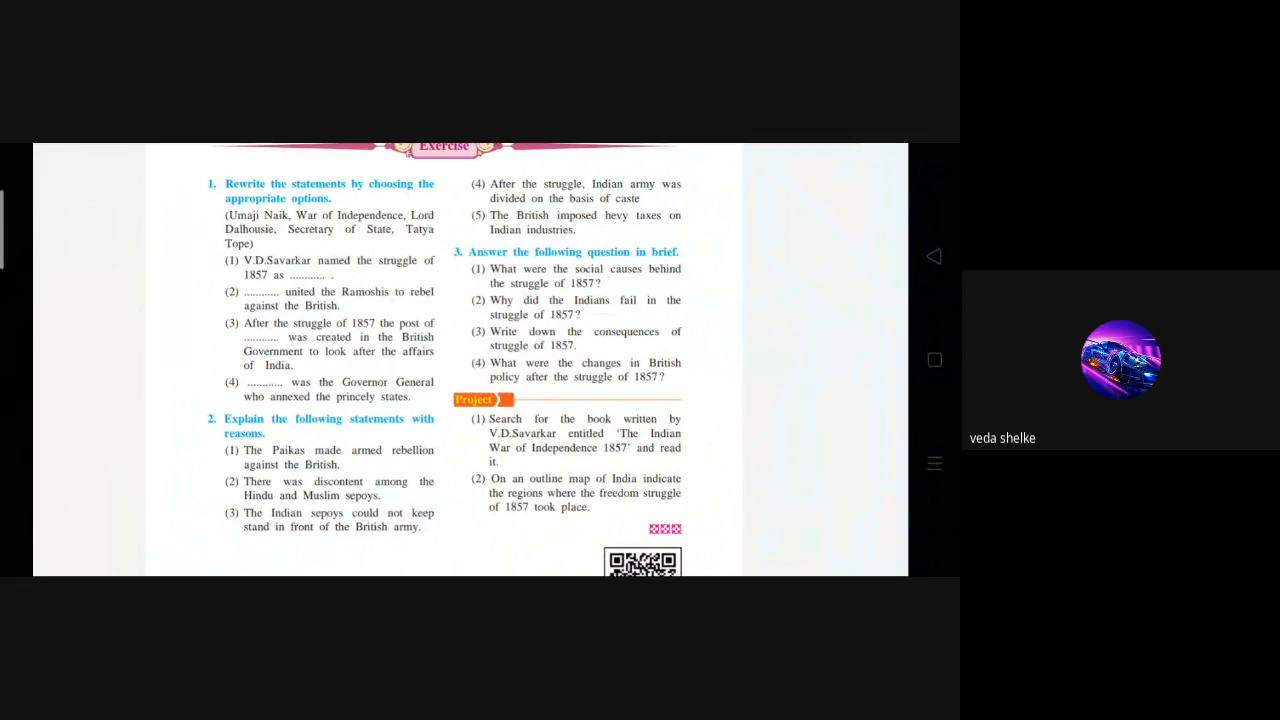 Exercise
1. Rewrite the statements by choosing the
appropriate options.
(Umaji Naik, War of Independence, Lord
Dalhousie, Secretary of State, Tatya
Tope)
(1) V.D.Savarkar named the struggle of
1857 as ............ .
(2) ............ united the Ramoshis to rebel
against the British.
(3) After the struggle of 1857 the post of
............ was created in the British
Government to look after the affairs
of India.
(4) ............ was the Governor General
who annexed the princely states.
2. Explain the following statements with
reasons.
(1) The Paikas made armed rebellion
against the British.
(2) There was discontent among the
Hindu and Muslim sepoys.
(3) The Indian sepoys could not keep
stand in front of the British army.
(4) After the struggle, Indian army was
divided on the basis of caste
(5) The British imposed hevy taxes on
Indian industries.
3. Answer the following question in brief.
(1) What were the social causes behind
the struggle of 1857?
(2) Why did the Indians fail in the
struggle of 1857?
(3) Write down the consequences of
struggle of 1857.
(4) What were the changes in British
policy after the struggle of 1857?
Project
(1) Search for the book written by
V.D.Savarkar entitled 'The Indian
War of Independence 1857' and read
it.
(2) On an outline map of India indicate
the regions where the freedom struggle
of 1857 took place.
veda shelke